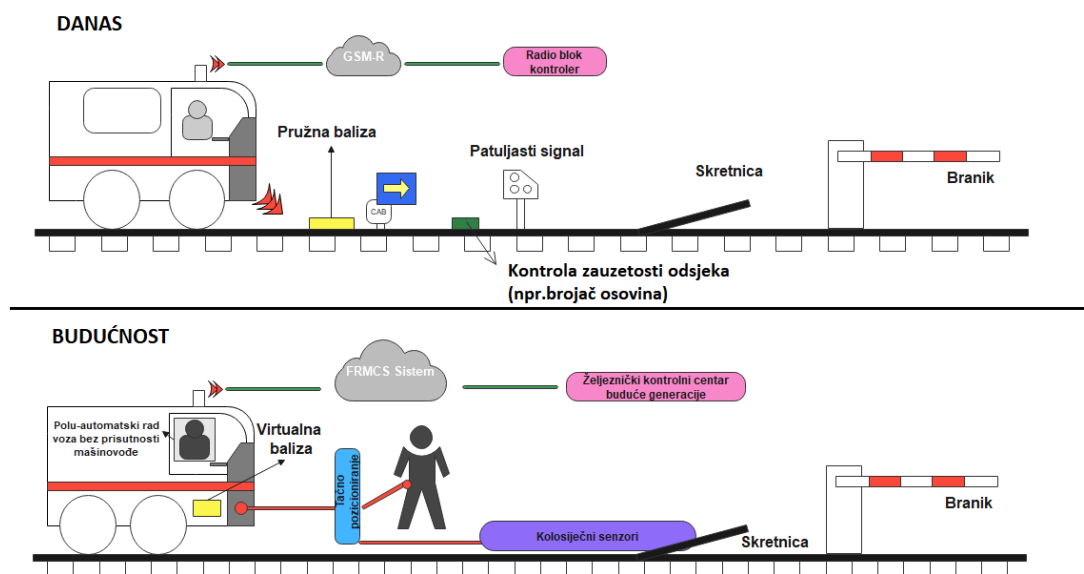 DANAS
GSM-R
Radio blok
kontroler
Pružna baliza
Patuljasti signal
Skretnica
Branik
CAB
Kontrola zauzetosti odsjeka
(npr.brojač osovina)
BUDUĆNOST
FRMCS Sistem
Željeznički kontrolni centar
buduće generacije
Polu-automatski rad
voza bez prisutnosti
mašinovođe
Virtualna
baliza
Tačno
pozicioniranje
Kolosiječni senzori
Skretnica
Branik